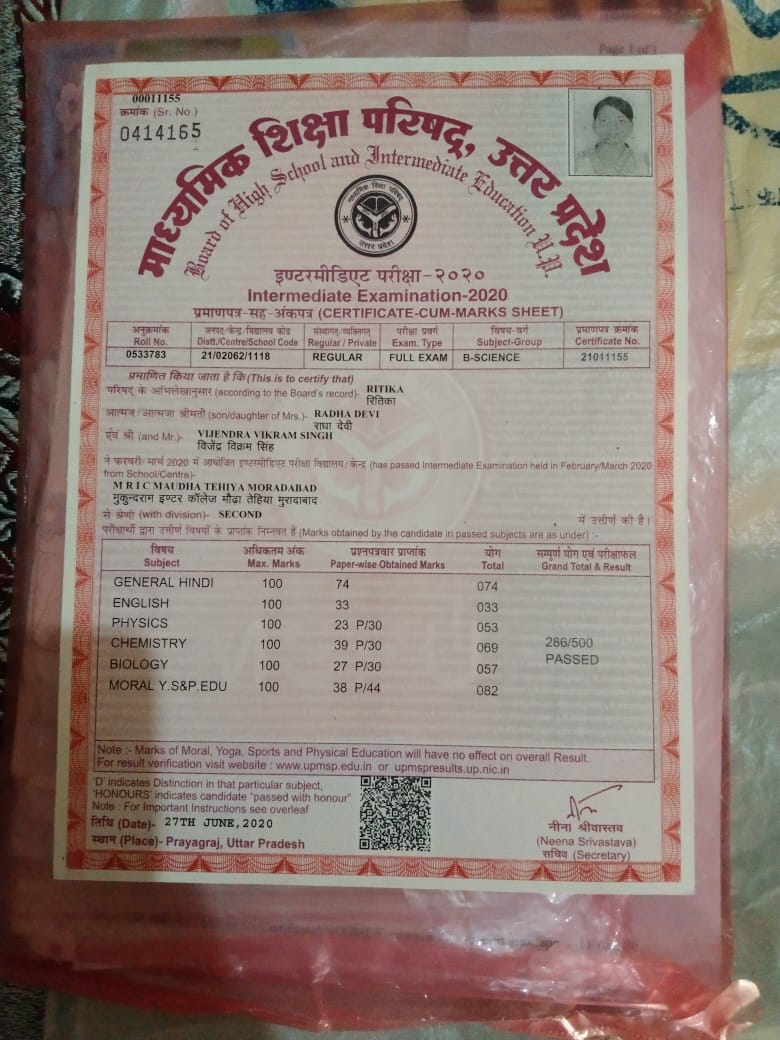 Page 1 of 1
00011155
क्रमांक (Sr. No.)
0414165
माध्यमिक शिक्षा परिषद्, उत्तर प्रदेश
Board of High School and Intermediate Education U.P.
माध्यमिक शिक्षा परिषद
उत्तर प्रदेश
इण्टरमीडिएट परीक्षा-२०२०
Intermediate Examination-2020
प्रमाणपत्र-सह-अंकपत्र (CERTIFICATE-CUM-MARKS SHEET)
अनुक्रमांक जनपद/केन्द्र/विद्यालय कोड संस्थागत/व्यक्तिगत परीक्षा प्रवर्ग विषय-वर्ग प्रमाणपत्र क्रमांक
Roll No. Distt./Centre/School Code Regular / Private Exam. Type Subject-Group Certificate No.
0533783 21/02062/1118 REGULAR FULL EXAM B-SCIENCE 21011155
प्रमाणित किया जाता है कि (This is to certify that)
परिषद् के अभिलेखानुसार (according to the Board's record)- RITIKA
रितिका
आत्मज/आत्मजा श्रीमती (son/daughter of Mrs.)- RADHA DEVI
राधा देवी
एवं श्री (and Mr.)- VIJENDRA VIKRAM SINGH
विजेंद्र विक्रम सिंह
ने फरवरी/मार्च 2020 में आयोजित इण्टरमीडिएट परीक्षा विद्यालय/केन्द्र (has passed Intermediate Examination held in February/March 2020
from School/Centre)-
M R I C MAUDHA TEHIYA MORADABAD
मुकुन्दराम इण्टर कॉलेज मौढ़ा तेहिया मुरादाबाद
से श्रेणी (with division)- SECOND में उत्तीर्ण की है।
परीक्षार्थी द्वारा उत्तीर्ण विषयों के प्राप्तांक निम्नवत हैं (Marks obtained by the candidate in passed subjects are as under) :-
विषय अधिकतम अंक प्रश्नपत्रवार प्राप्तांक योग सम्पूर्ण योग एवं परीक्षाफल
Subject Max. Marks Paper-wise Obtained Marks Total Grand Total & Result
GENERAL HINDI 100 74 074
ENGLISH 100 33 033
PHYSICS 100 23 P/30 053
CHEMISTRY 100 39 P/30 069 286/500
BIOLOGY 100 27 P/30 057 PASSED
MORAL Y.S&P.EDU 100 38 P/44 082
Note :- Marks of Moral, Yoga, Sports and Physical Education will have no effect on overall Result.
For result verification visit website : www.upmsp.edu.in or upmspresults.up.nic.in
'D' indicates Distinction in that particular subject,
'HONOURS' indicates candidate "passed with honour"
Note : For Important Instructions see overleaf
तिथि (Date)- 27TH JUNE,2020
स्थान (Place)- Prayagraj, Uttar Pradesh
नीना श्रीवास्तव
(Neena Srivastava)
सचिव (Secretary)